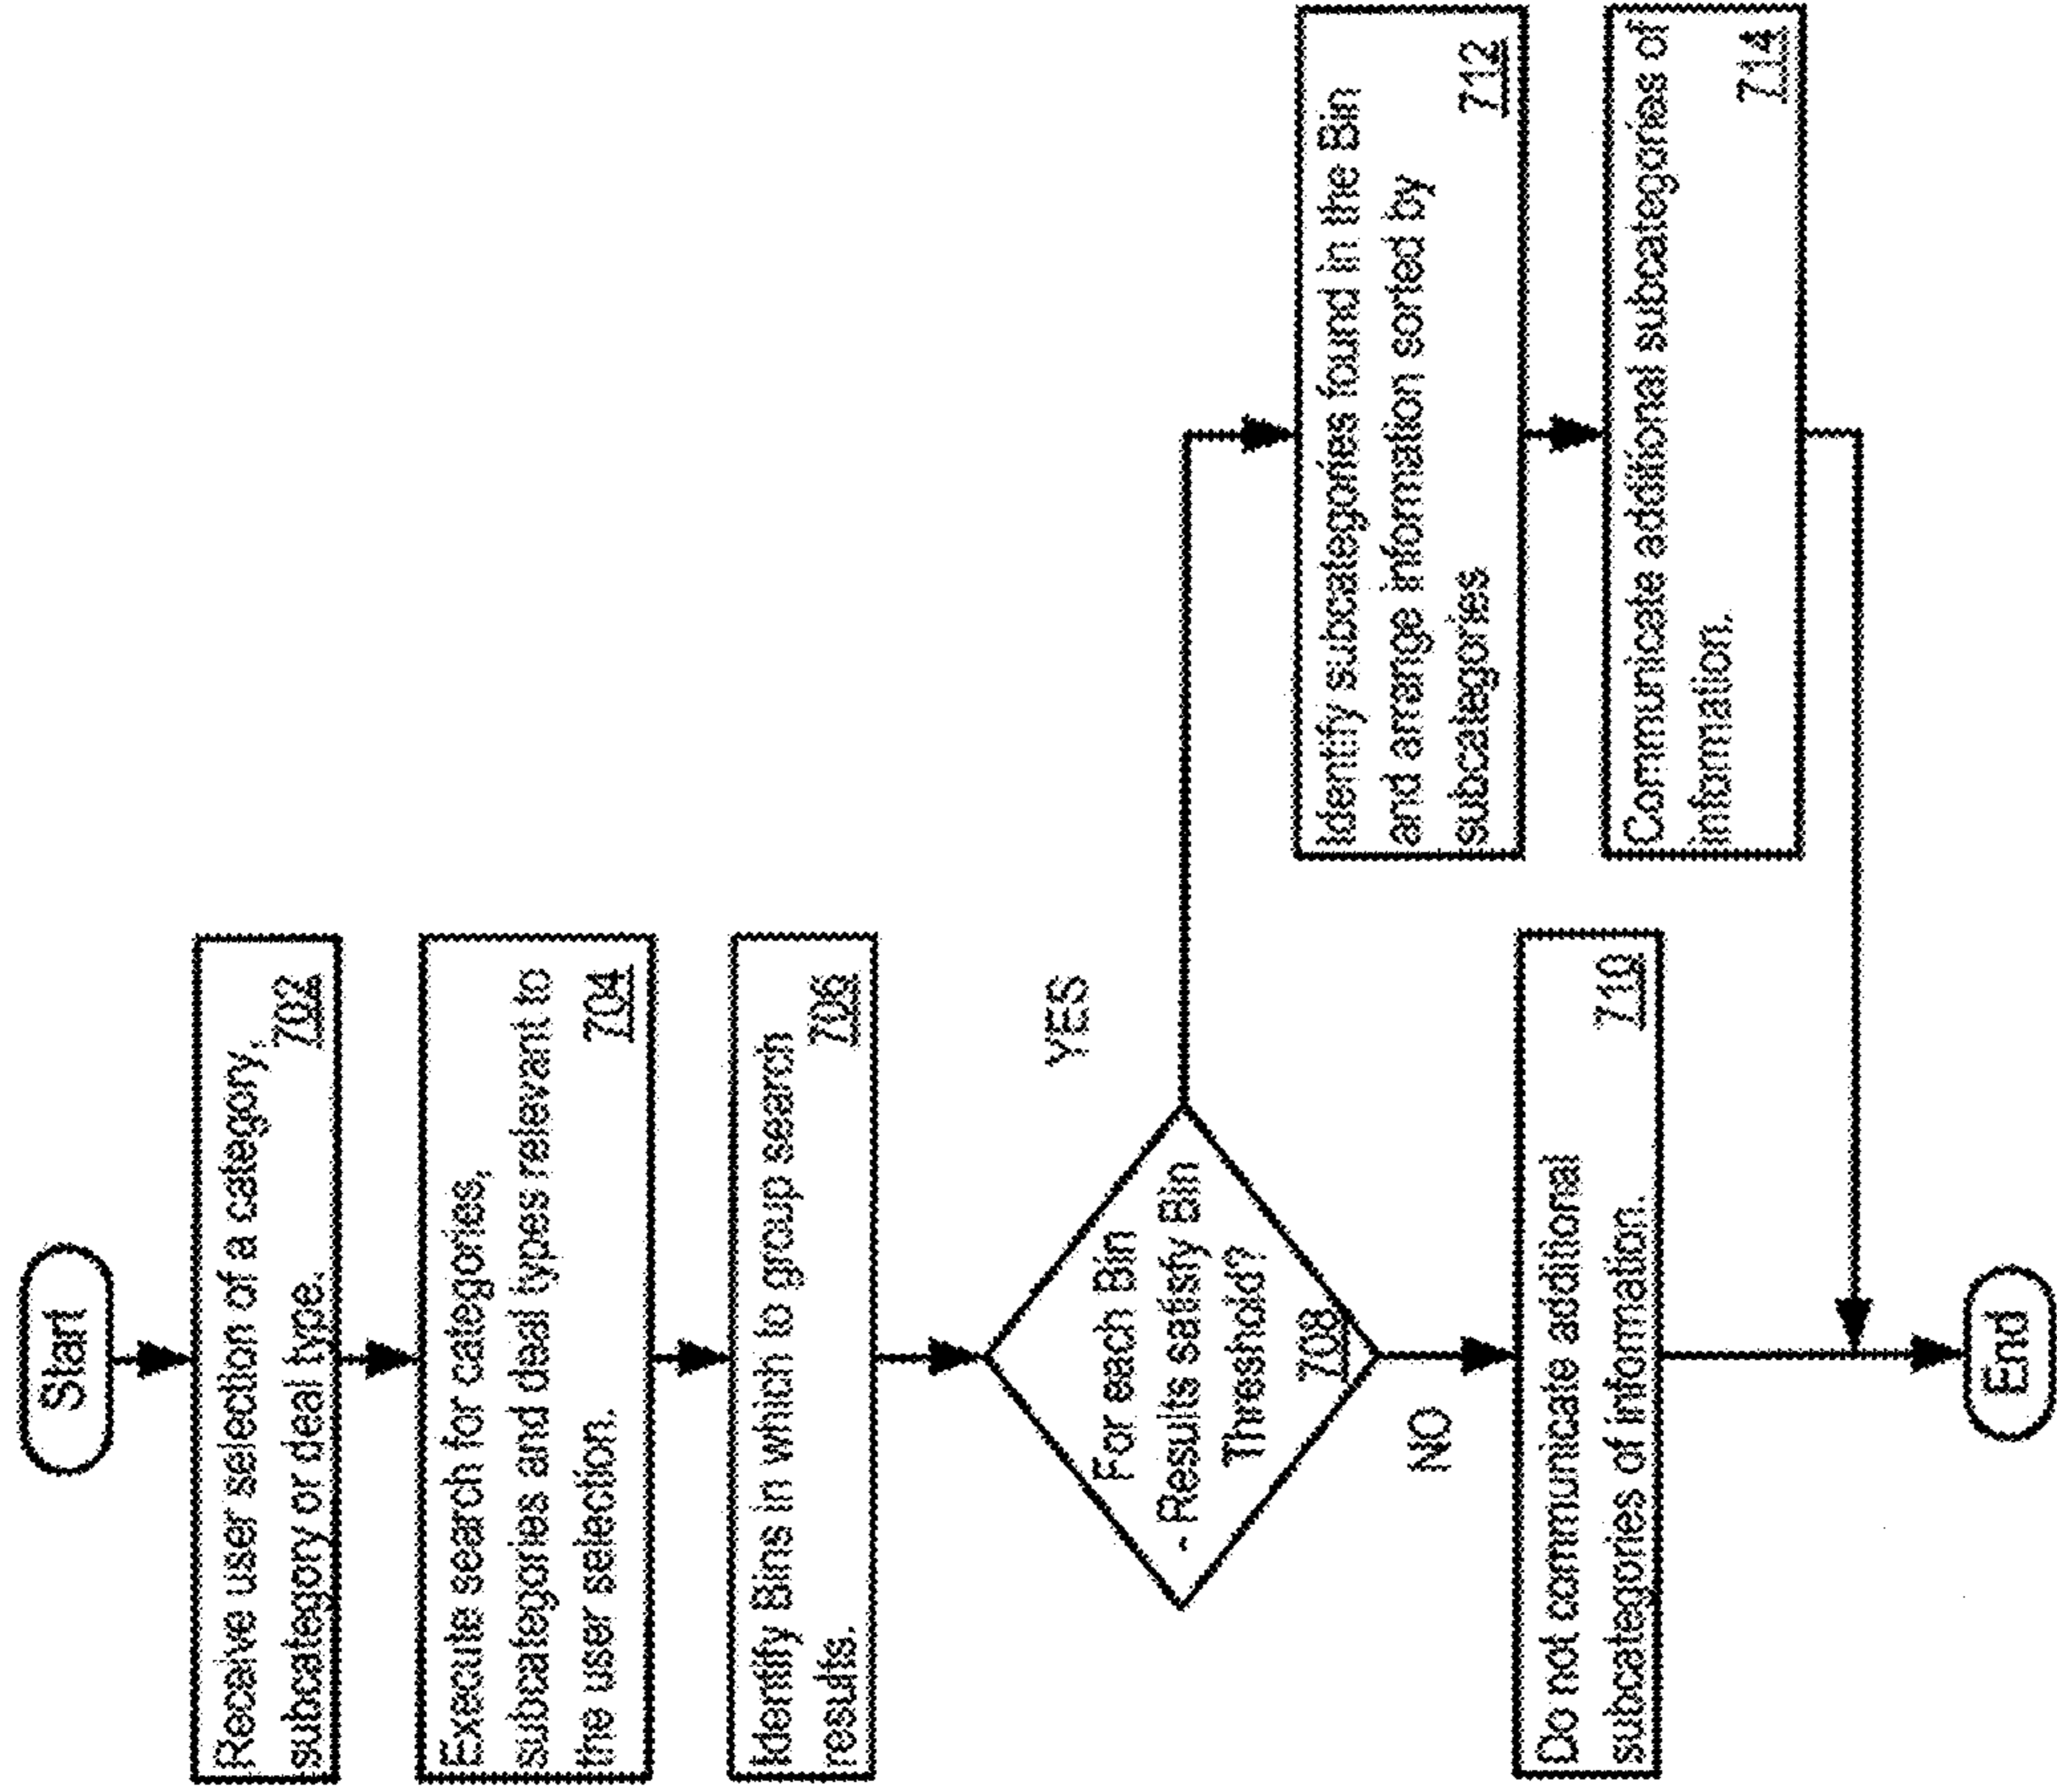 Start
Receive user selection of a category,
subcategory or deal type.
702
Execute search for categories,
subcategories and deal types relevant to
the user selection.
704
Identify Bins in which to group search
results.
706
For each Bin
- Results satisfy Bin
Threshold?
708
YES
NO
Do not communicate additional
subcategories of information.
710
Identify subcategories found in the Bin
and arrange information sorted by
subcategories
712
Communicate additional subcategories of
information.
714
End